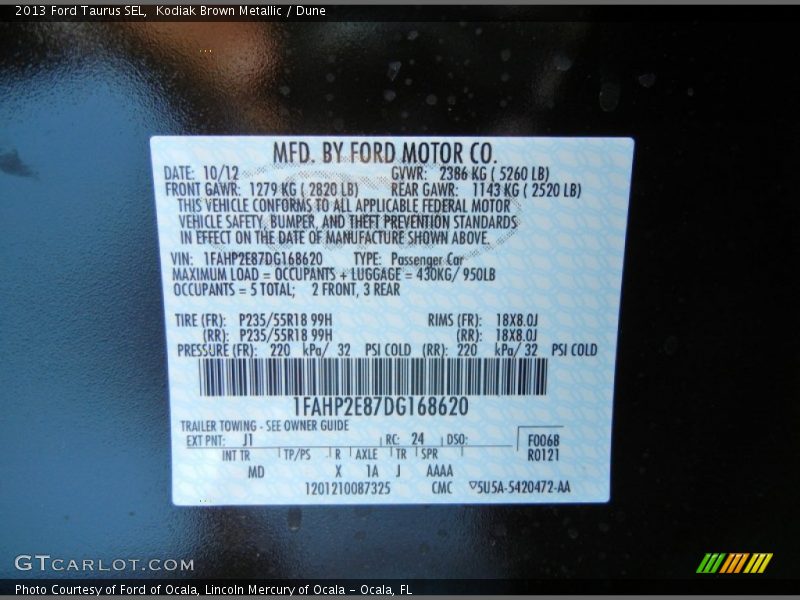 2013 Ford Taurus SEL,  Kodiak Brown Metallic / Dune
MFD. BY FORD MOTOR CO.
DATE: 10/12 GVWR: 2386 KG ( 5260 LB)
FRONT GAWR: 1279 KG ( 2820 LB) REAR GAWR: 1143 KG ( 2520 LB)
THIS VEHICLE CONFORMS TO ALL APPLICABLE FEDERAL MOTOR
VEHICLE SAFETY, BUMPER, AND THEFT PREVENTION STANDARDS
IN EFFECT ON THE DATE OF MANUFACTURE SHOWN ABOVE.
VIN: 1FAHP2E87DG168620 TYPE: Passenger Car
MAXIMUM LOAD = OCCUPANTS + LUGGAGE = 430KG/ 950LB
OCCUPANTS = 5 TOTAL; 2 FRONT, 3 REAR
TIRE (FR): P235/55R18 99H RIMS (FR): 18X8.0J
(RR): P235/55R18 99H (RR): 18X8.0J
PRESSURE (FR): 220 kPa/ 32 PSI COLD (RR): 220 kPa/ 32 PSI COLD
1FAHP2E87DG168620
TRAILER TOWING - SEE OWNER GUIDE
EXT PNT: J1 RC: 24 DSO: F0068
R0121
INT TR TP/PS R AXLE TR SPR
MD X 1A J AAAA
1201210087325 CMC ▽5U5A-5420472-AA
GTCARLOT.COM
Photo Courtesy of Ford of Ocala, Lincoln Mercury of Ocala – Ocala, FL